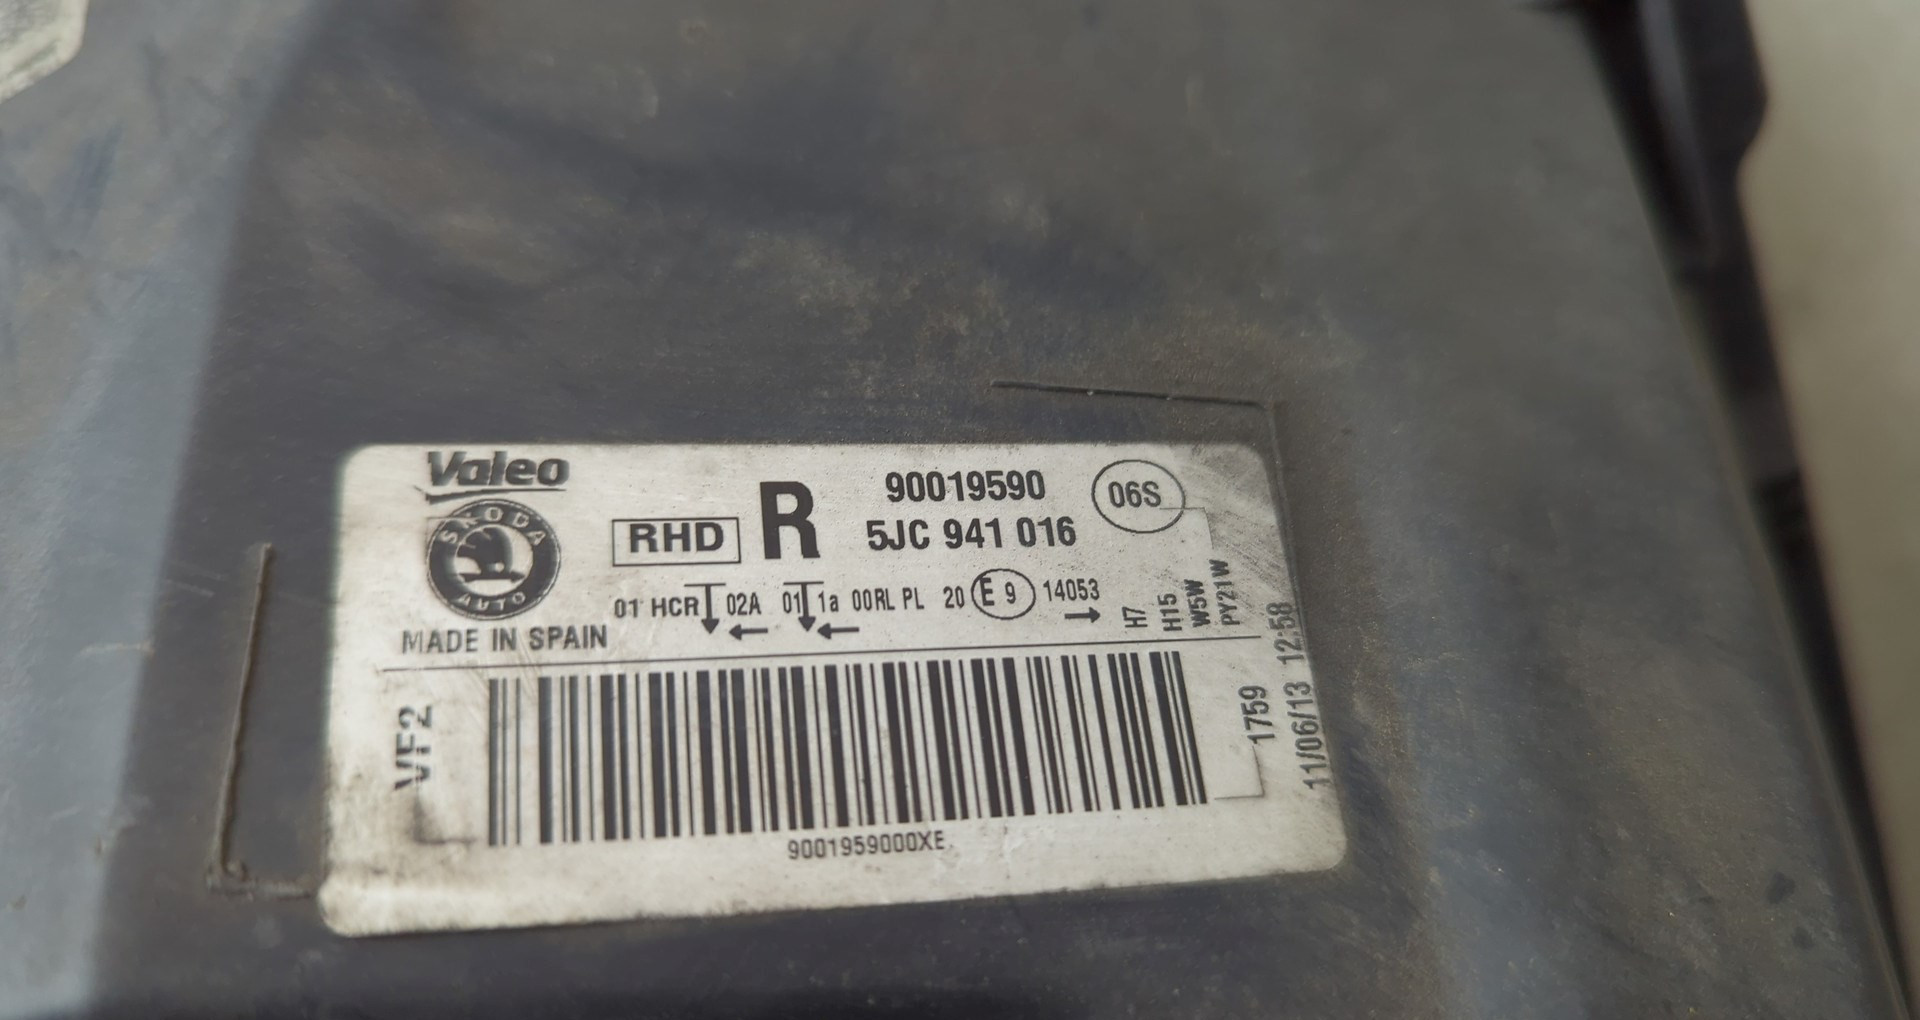 Valeo
SKODA
AUTO
RHD
R
90019590
5JC 941 016
06S
01 HCR 02A 01 1a 00RL PL 20 E 9 14053
H7
H15
W5W
PY21W
MADE IN SPAIN
VF2
1759
11/06/13 12:58
9001959000XE